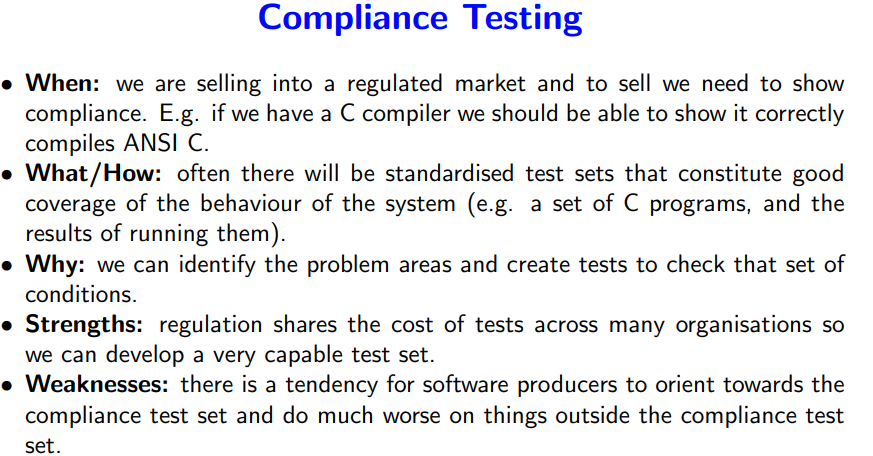 Compliance Testing
• When: we are selling into a regulated market and to sell we need to show
compliance. E.g. if we have a C compiler we should be able to show it correctly
compiles ANSI C.
• What/How: often there will be standardised test sets that constitute good
coverage of the behaviour of the system (e.g. a set of C programs, and the
results of running them).
• Why: we can identify the problem areas and create tests to check that set of
conditions.
• Strengths: regulation shares the cost of tests across many organisations so
we can develop a very capable test set.
• Weaknesses: there is a tendency for software producers to orient towards the
compliance test set and do much worse on things outside the compliance test
set.